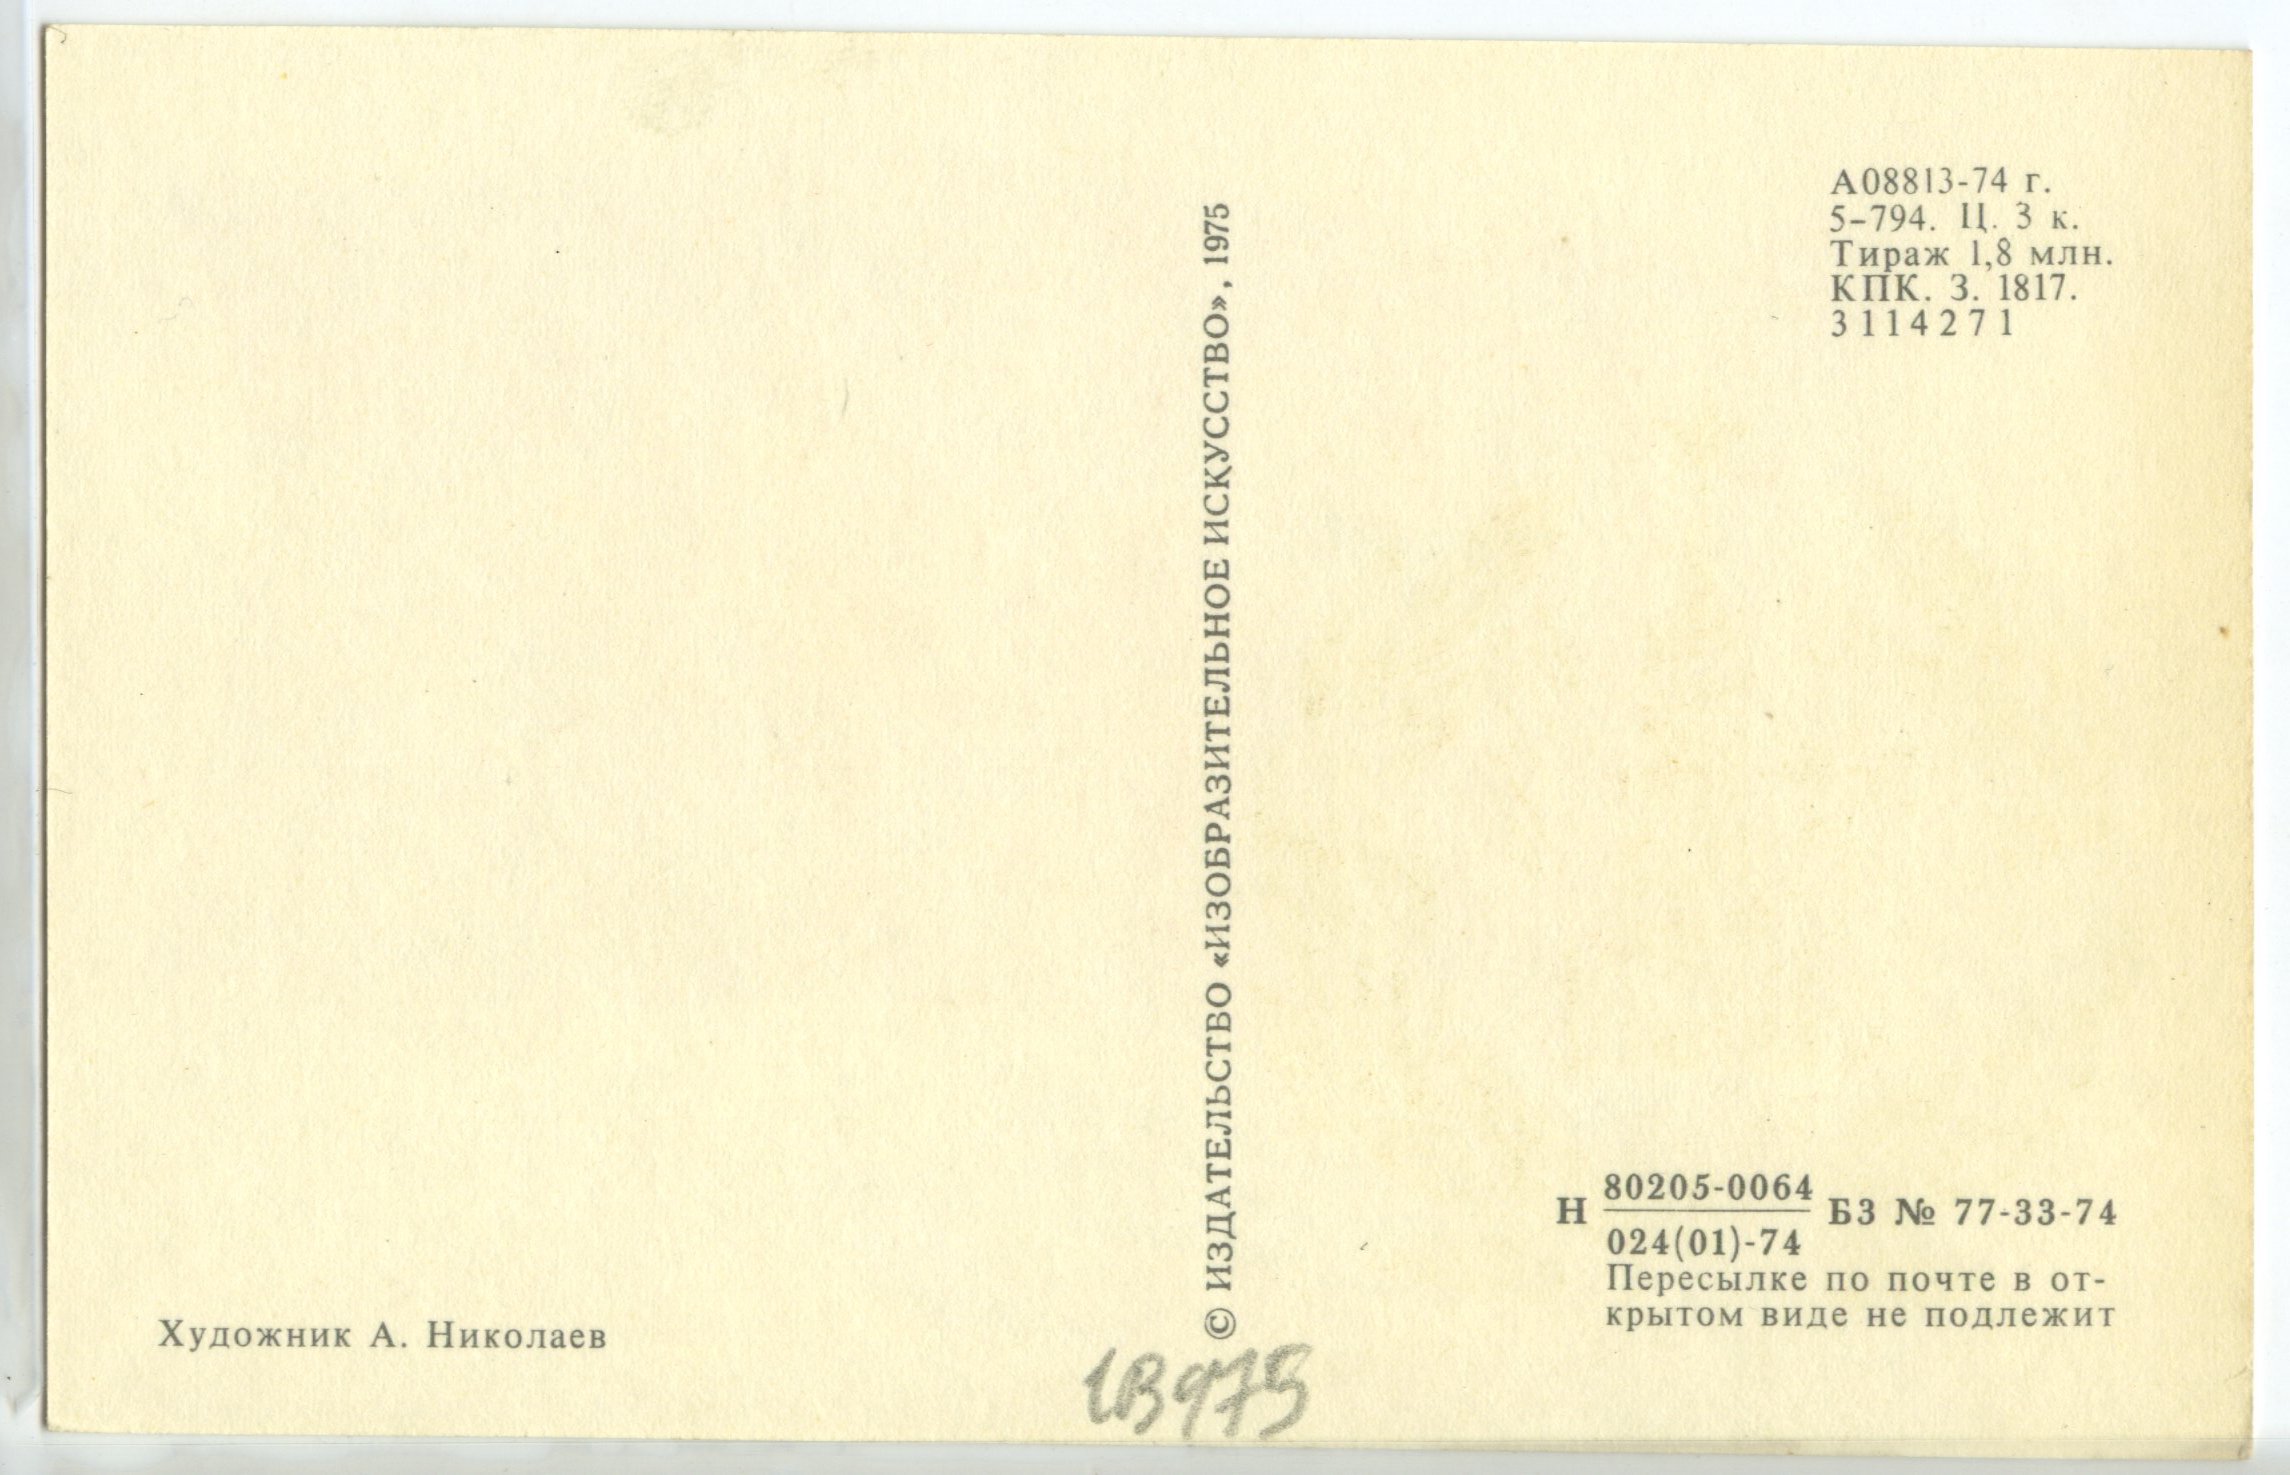 А08813-74 г.
5-794. Ц. 3 к.
Тираж 1,8 млн.
КПК. З. 1817.
3114271
© ИЗДАТЕЛЬСТВО «ИЗОБРАЗИТЕЛЬНОЕ ИСКУССТВО», 1975
Н 80205-0064 БЗ № 77-33-74
024(01)-74
Пересылке по почте в от-
крытом виде не подлежит
Художник А. Николаев